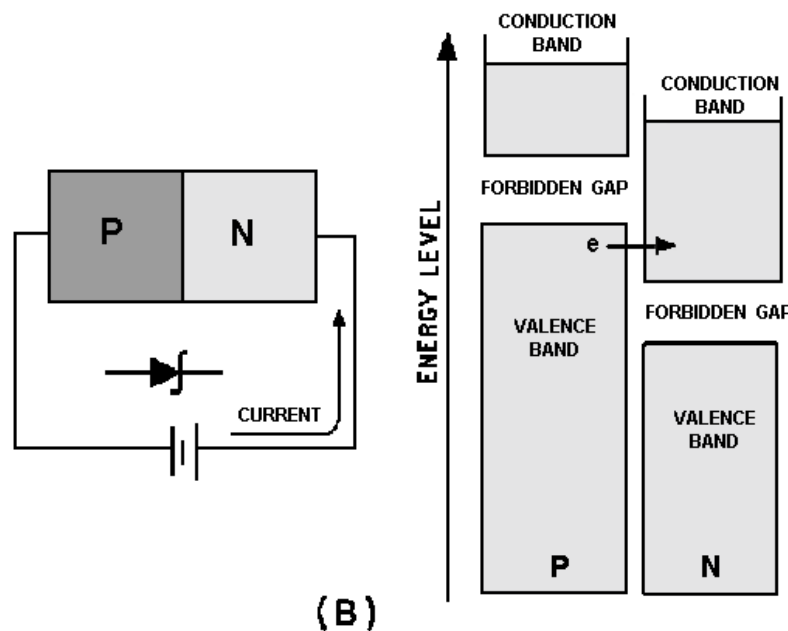 P
N
CURRENT
ENERGY LEVEL
CONDUCTION
BAND
CONDUCTION
BAND
FORBIDDEN GAP
e
FORBIDDEN GAP
VALENCE
BAND
VALENCE
BAND
P
N
(B)